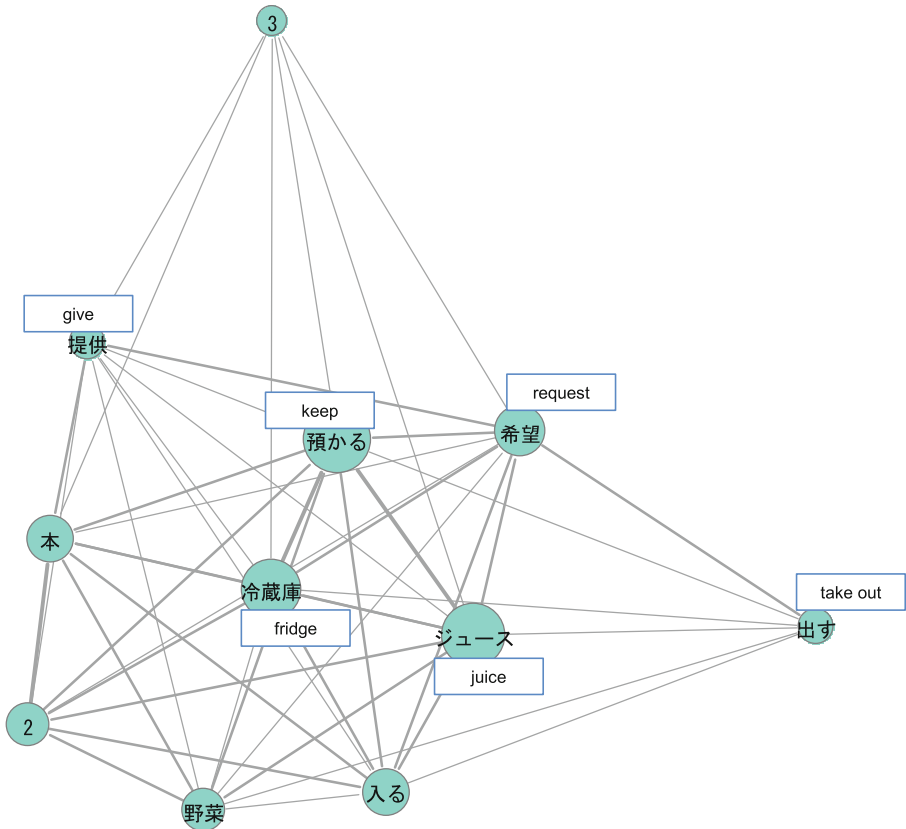 3
give
提供
keep
預かる
request
希望
本
冷蔵庫
fridge
take out
出す
ジュース
juice
2
野菜
入る